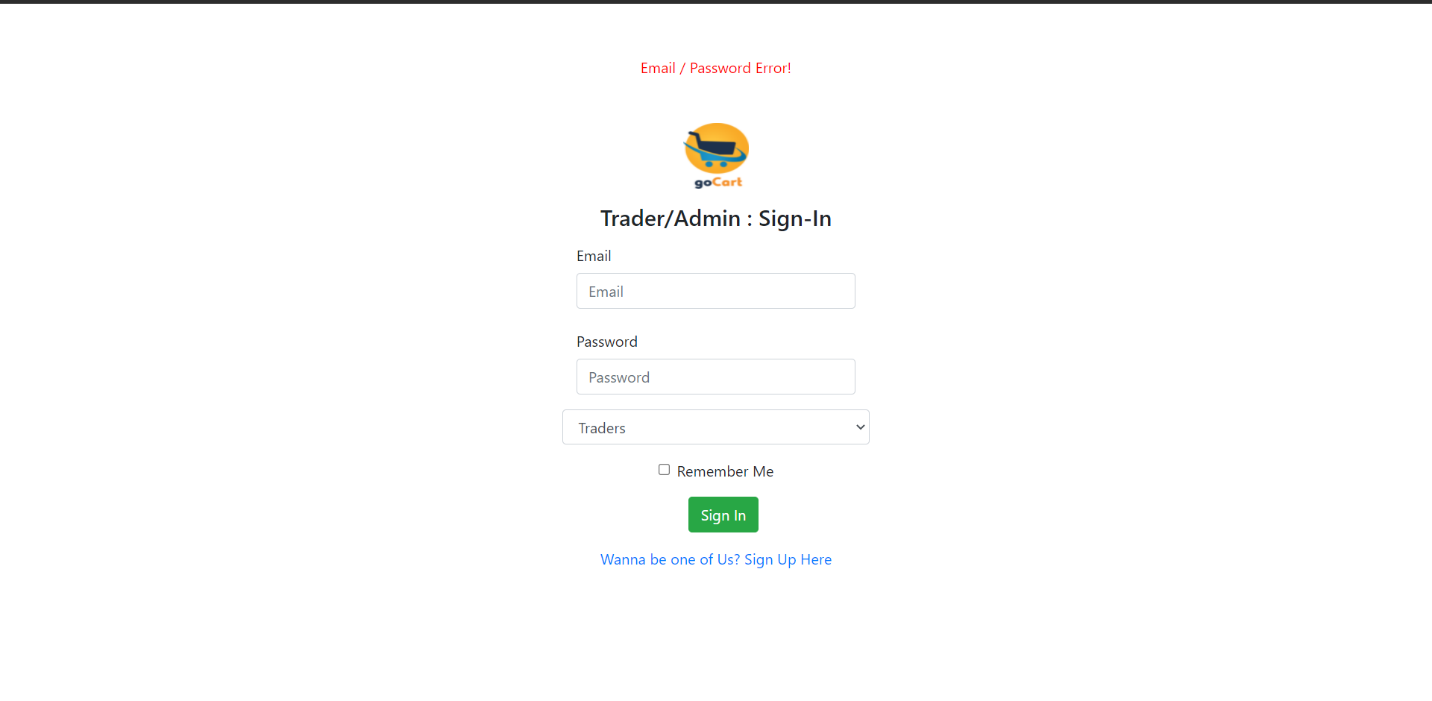 Email / Password Error!
goCart
Trader/Admin : Sign-In
Email
Email
Password
Password
Traders
Remember Me
Sign In
Wanna be one of Us? Sign Up Here